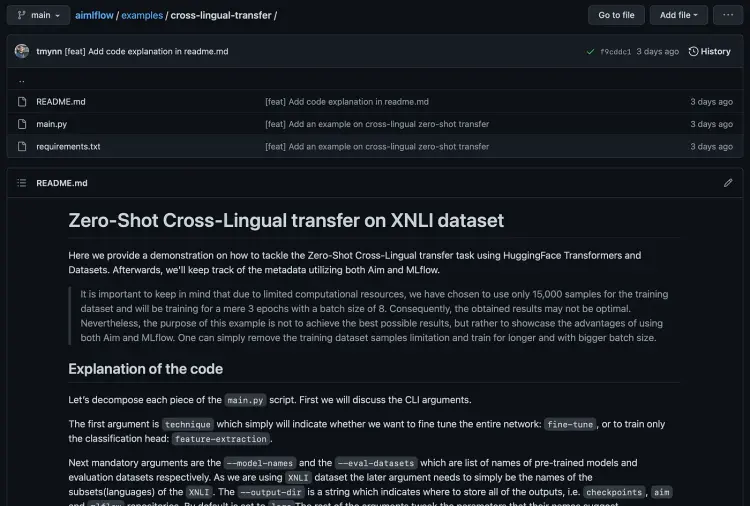 main
aimlflow / examples / cross-lingual-transfer /
Go to file
Add file
...
tmynn [feat] Add code explanation in readme.md
f9cddc1 3 days ago
History
..
README.md [feat] Add code explanation in readme.md 3 days ago
main.py [feat] Add an example on cross-lingual zero-shot transfer 3 days ago
requirements.txt [feat] Add an example on cross-lingual zero-shot transfer 3 days ago
README.md
Zero-Shot Cross-Lingual transfer on XNLI dataset
Here we provide a demonstration on how to tackle the Zero-Shot Cross-Lingual transfer task using HuggingFace Transformers and
Datasets. Afterwards, we'll keep track of the metadata utilizing both Aim and MLflow.
It is important to keep in mind that due to limited computational resources, we have chosen to use only 15,000 samples for the training
dataset and will be training for a mere 3 epochs with a batch size of 8. Consequently, the obtained results may not be optimal.
Nevertheless, the purpose of this example is not to achieve the best possible results, but rather to showcase the advantages of using
both Aim and MLflow. One can simply remove the training dataset samples limitation and train for longer and with bigger batch size.
Explanation of the code
Let's decompose each piece of the main.py script. First we will discuss the CLI arguments.
The first argument is technique which simply will indicate whether we want to fine tune the entire network: fine-tune, or to train only
the classification head: feature-extraction.
Next mandatory arguments are the --model-names and the --eval-datasets which are list of names of pre-trained models and
evaluation datasets respectively. As we are using XNLI dataset the later argument needs to simply be the names of the
subsets(languages) of the XNLI. The --output-dir is a string which indicates where to store all of the outputs, i.e. checkpoints, aim